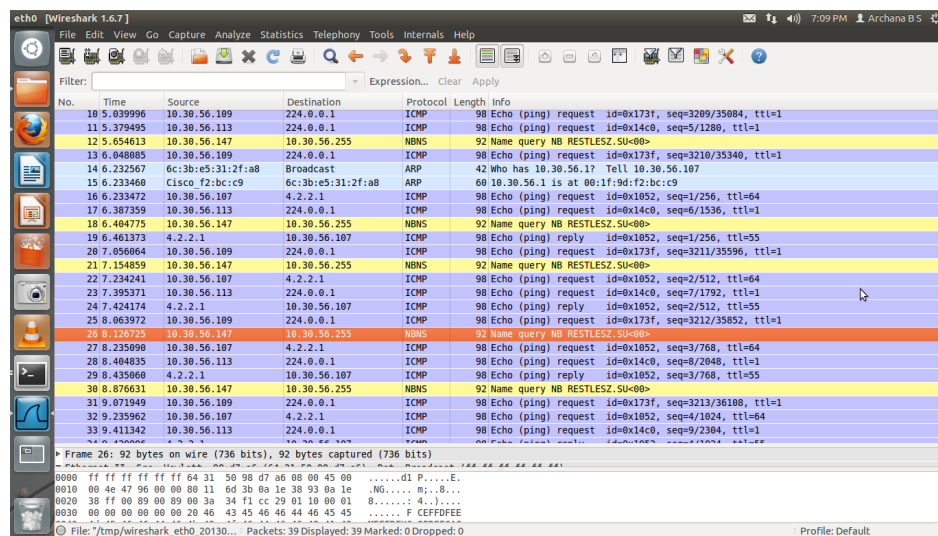 eth0 [Wireshark 1.6.7 ]
7:09 PM Archana B S
File Edit View Go Capture Analyze Statistics Telephony Tools Internals Help
Filter: Expression... Clear Apply
No. Time Source Destination Protocol Length Info
10 5.039996 10.30.56.109 224.0.0.1 ICMP 98 Echo (ping) request id=0x173f, seq=3209/35084, ttl=1
11 5.379495 10.30.56.113 224.0.0.1 ICMP 98 Echo (ping) request id=0x14c0, seq=5/1280, ttl=1
12 5.654613 10.30.56.147 10.30.56.255 NBNS 92 Name query NB RESTLESZ.SU<00>
13 6.048085 10.30.56.109 224.0.0.1 ICMP 98 Echo (ping) request id=0x173f, seq=3210/35340, ttl=1
14 6.232567 6c:3b:e5:31:2f:a8 Broadcast ARP 42 Who has 10.30.56.1? Tell 10.30.56.107
15 6.233460 Cisco_f2:bc:c9 6c:3b:e5:31:2f:a8 ARP 60 10.30.56.1 is at 00:1f:9d:f2:bc:c9
16 6.233472 10.30.56.107 4.2.2.1 ICMP 98 Echo (ping) request id=0x1052, seq=1/256, ttl=64
17 6.387359 10.30.56.113 224.0.0.1 ICMP 98 Echo (ping) request id=0x14c0, seq=6/1536, ttl=1
18 6.404775 10.30.56.147 10.30.56.255 NBNS 92 Name query NB RESTLESZ.SU<00>
19 6.461373 4.2.2.1 10.30.56.107 ICMP 98 Echo (ping) reply id=0x1052, seq=1/256, ttl=55
20 7.056064 10.30.56.109 224.0.0.1 ICMP 98 Echo (ping) request id=0x173f, seq=3211/35596, ttl=1
21 7.154859 10.30.56.147 10.30.56.255 NBNS 92 Name query NB RESTLESZ.SU<00>
22 7.234241 10.30.56.107 4.2.2.1 ICMP 98 Echo (ping) request id=0x1052, seq=2/512, ttl=64
23 7.395371 10.30.56.113 224.0.0.1 ICMP 98 Echo (ping) request id=0x14c0, seq=7/1792, ttl=1
24 7.424174 4.2.2.1 10.30.56.107 ICMP 98 Echo (ping) reply id=0x1052, seq=2/512, ttl=55
25 8.063972 10.30.56.109 224.0.0.1 ICMP 98 Echo (ping) request id=0x173f, seq=3212/35852, ttl=1
26 8.126725 10.30.56.147 10.30.56.255 NBNS 92 Name query NB RESTLESZ.SU<00>
27 8.235090 10.30.56.107 4.2.2.1 ICMP 98 Echo (ping) request id=0x1052, seq=3/768, ttl=64
28 8.404835 10.30.56.113 224.0.0.1 ICMP 98 Echo (ping) request id=0x14c0, seq=8/2048, ttl=1
29 8.435060 4.2.2.1 10.30.56.107 ICMP 98 Echo (ping) reply id=0x1052, seq=3/768, ttl=55
30 8.876631 10.30.56.147 10.30.56.255 NBNS 92 Name query NB RESTLESZ.SU<00>
31 9.071949 10.30.56.109 224.0.0.1 ICMP 98 Echo (ping) request id=0x173f, seq=3213/36108, ttl=1
32 9.235962 10.30.56.107 4.2.2.1 ICMP 98 Echo (ping) request id=0x1052, seq=4/1024, ttl=64
33 9.411342 10.30.56.113 224.0.0.1 ICMP 98 Echo (ping) request id=0x14c0, seq=9/2304, ttl=1
Frame 26: 92 bytes on wire (736 bits), 92 bytes captured (736 bits)
0000 ff ff ff ff ff ff 64 31 50 98 d7 a6 08 00 45 00 ......d1 P.....E.
0010 00 4e 47 96 00 00 80 11 6d 3b 0a 1e 38 93 0a 1e .NG..... m;..8...
0020 38 ff 00 89 00 89 00 3a 34 f1 cc 29 01 10 00 01 8......: 4..)....
0030 00 00 00 00 00 00 20 46 43 45 46 46 44 46 45 45 ...... F CEFFDFEE
File: "/tmp/wireshark_eth0_20130... Packets: 39 Displayed: 39 Marked: 0 Dropped: 0 Profile: Default